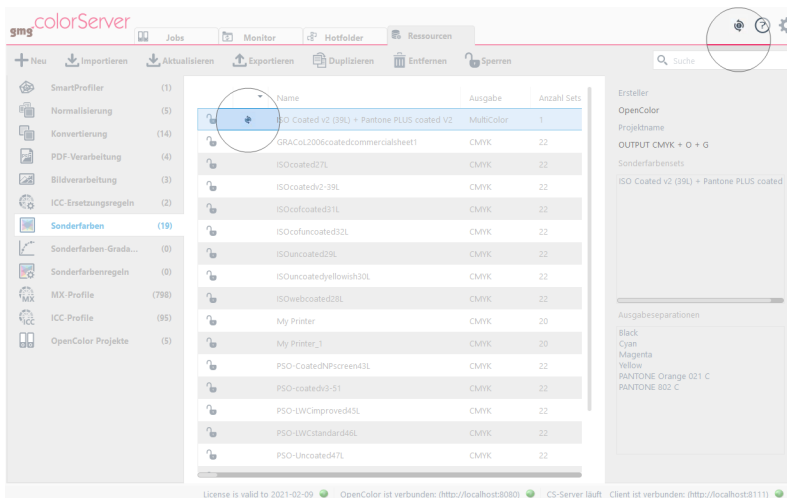 gmg colorServer
Jobs
Monitor
Hotfolder
Ressourcen
Neu
Importieren
Aktualisieren
Exportieren
Duplizieren
Entfernen
Sperren
Suche
SmartProfiler (1)
Normalisierung (5)
Konvertierung (14)
PDF-Verarbeitung (4)
Bildverarbeitung (3)
ICC-Ersetzungsregeln (2)
Sonderfarben (19)
Sonderfarben-Grada... (0)
Sonderfarbenregeln (0)
MX-Profile (798)
ICC-Profile (95)
OpenColor Projekte (5)
Name Ausgabe Anzahl Sets
ISO Coated v2 (39L) + Pantone PLUS coated V2 MultiColor 1
GRACoL2006coatedcommercialsheet1 CMYK 22
ISOcoated27L CMYK 22
ISOcoatedv2-39L CMYK 22
ISOcofcoated31L CMYK 22
ISOcofuncoated32L CMYK 22
ISOuncoated29L CMYK 22
ISOuncoatedyellowish30L CMYK 22
ISOwebcoated28L CMYK 22
My Printer CMYK 20
My Printer_1 CMYK 20
PSO-CoatedNPscreen43L CMYK 22
PSO-coatedv3-51 CMYK 22
PSO-LWCimproved45L CMYK 22
PSO-LWCstandard46L CMYK 22
PSO-Uncoated47L CMYK 22
Ersteller
OpenColor
Projektname
OUTPUT CMYK + O + G
Sonderfarbensets
ISO Coated v2 (39L) + Pantone PLUS coated
Ausgabeseparationen
Black
Cyan
Magenta
Yellow
PANTONE Orange 021 C
PANTONE 802 C
License is valid to 2021-02-09 OpenColor ist verbunden: (http://localhost:8080) CS-Server läuft Client ist verbunden: (http://localhost:8111)